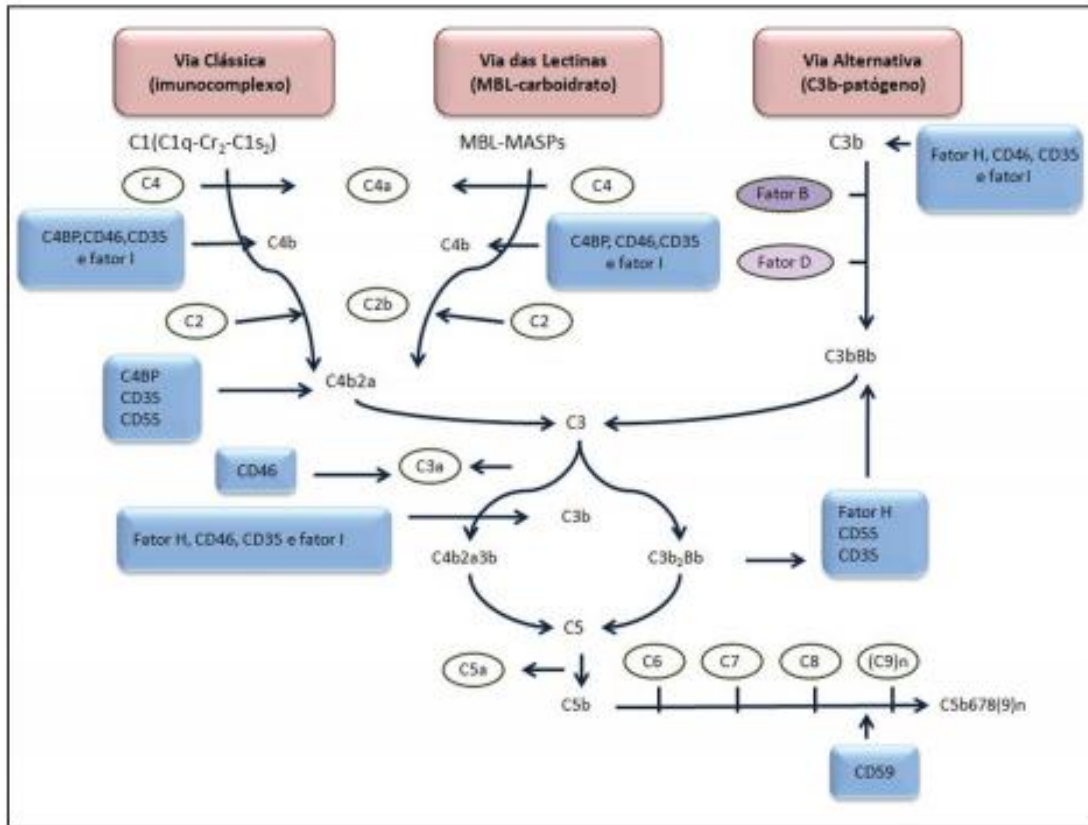 Via Clássica
(imunocomplexo)
Via das Lectinas
(MBL-carboidrato)
Via Alternativa
(C3b-patógeno)
C1(C1q-Cr₂-C1s₂)
MBL-MASPs
C3b
Fator H, CD46, CD35
e fator I
C4
C4a
C4
Fator B
C4BP,CD46,CD35
e fator I
C4b
C4b
C4BP, CD46,CD35
e fator I
Fator D
C2
C2b
C2
C4b2a
C3bBb
C4BP
CD35
CD55
C3
CD46
C3a
Fator H, CD46, CD35 e fator I
C3b
Fator H
CD55
CD35
C4b2a3b
C3b₂Bb
C5
C5a
C6
C7
C8
(C9)n
C5b
C5b678(9)n
CD59